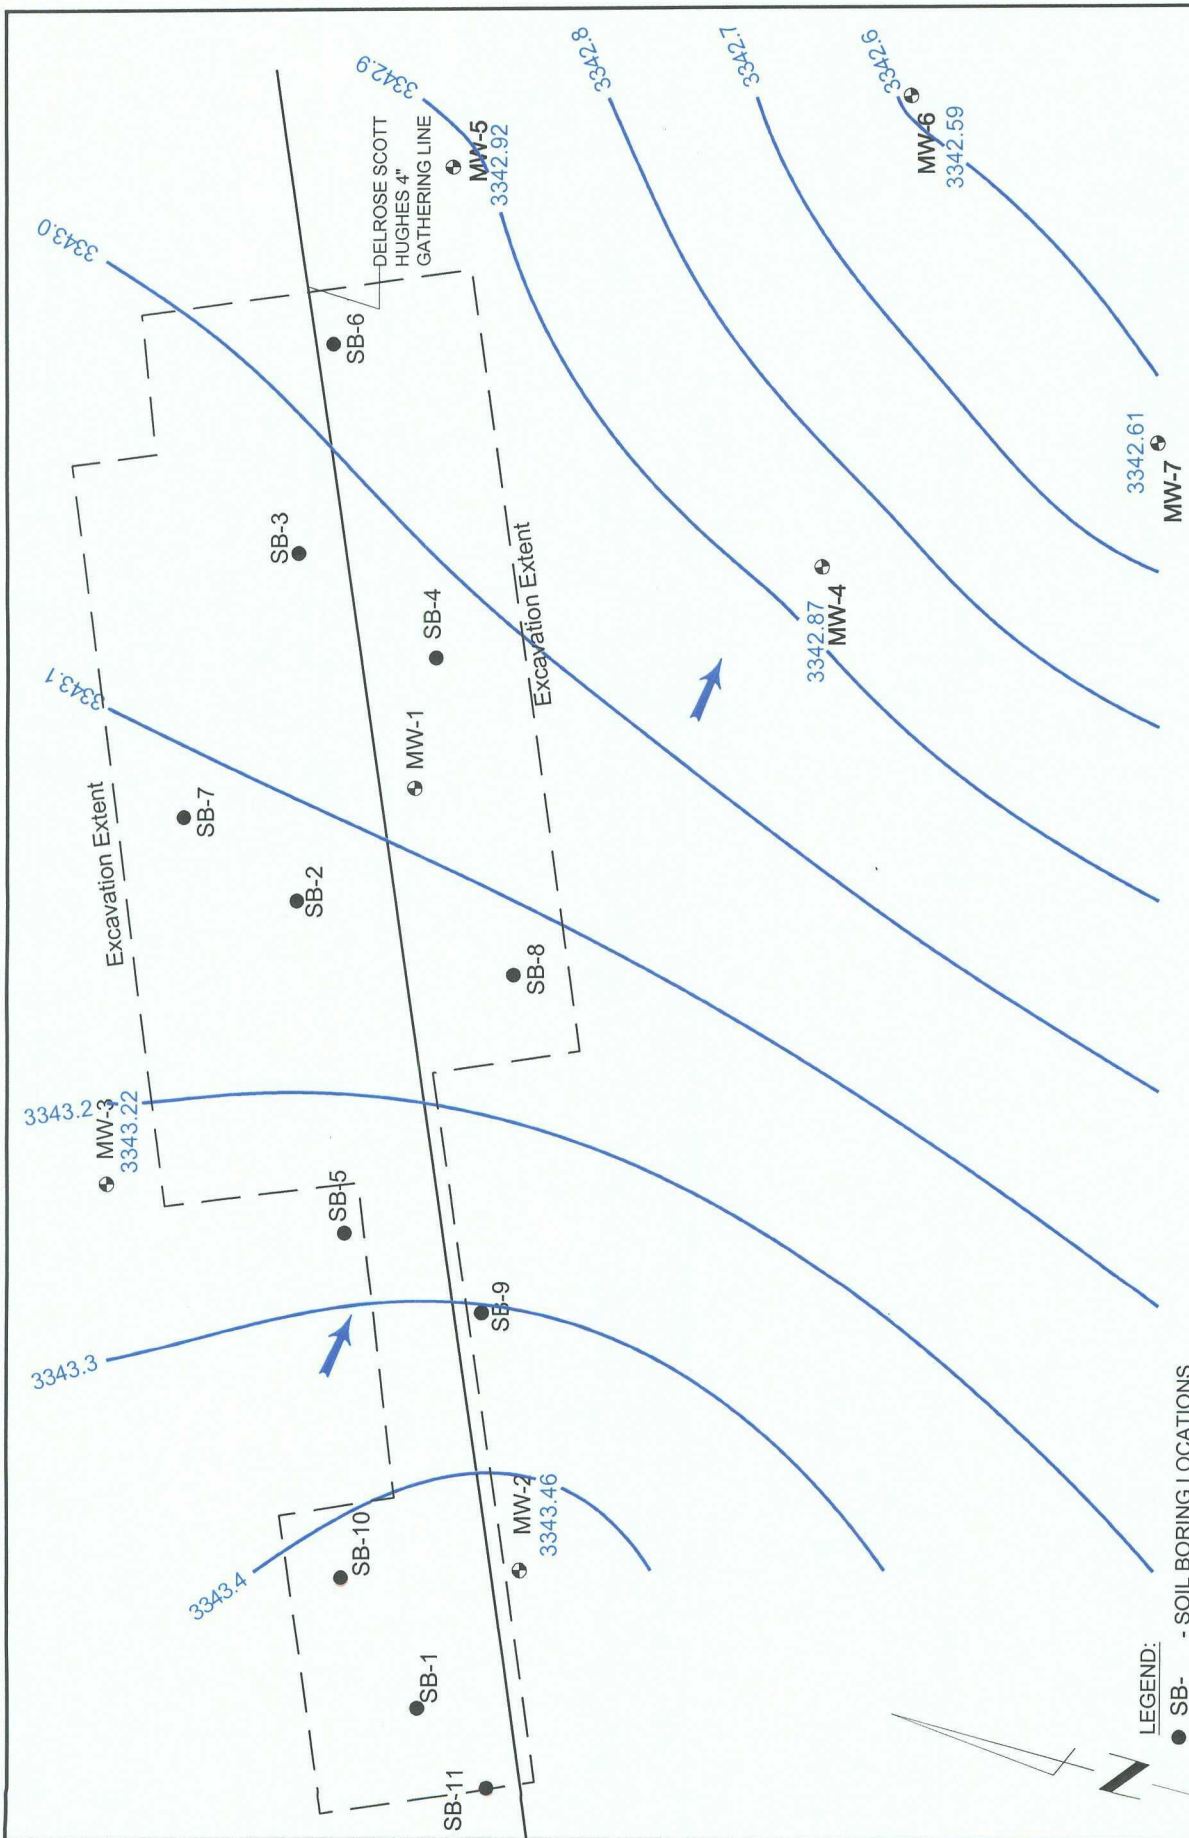 3343.0
3342.9
3342.8
3342.7
3342.6
DELROSE SCOTT
HUGHES 4"
GATHERING LINE
MW-5
3342.92
MW-6
3342.59
SB-6
SB-3
SB-4
Excavation Extent
3342.61
MW-7
3342.87
MW-4
3343.1
MW-1
SB-7
Excavation Extent
SB-2
SB-8
3343.2
MW-3
3343.22
SB-5
SB-9
3343.3
MW-2
3343.46
SB-10
3343.4
SB-1
SB-11
N
LEGEND:
SB- - SOIL BORING LOCATIONS